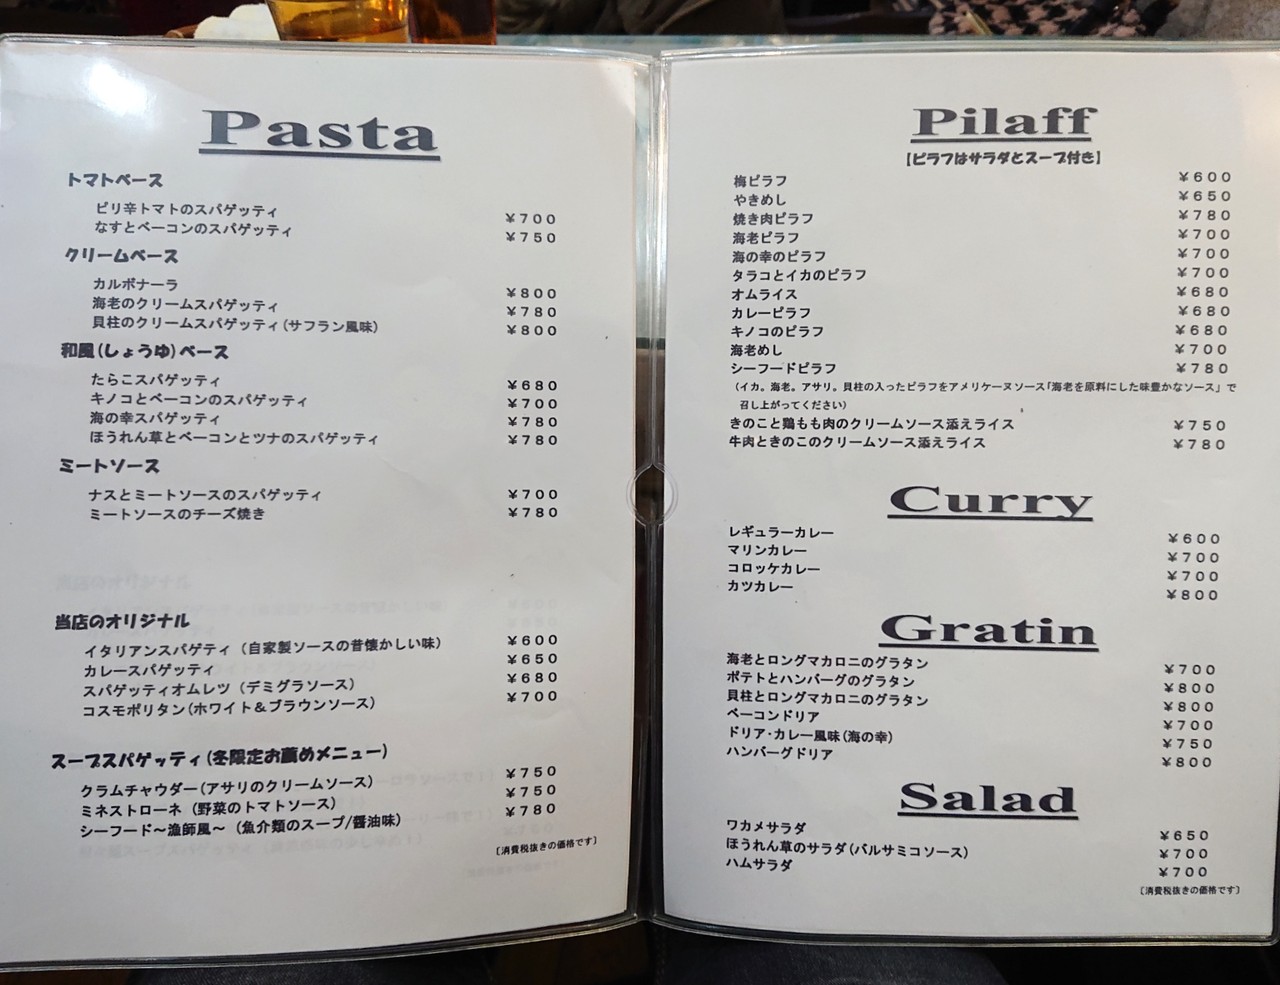 Pasta
トマトベース
ピリ辛トマトのスパゲッティ ￥７００
なすとベーコンのスパゲッティ ￥７５０
クリームベース
カルボナーラ ￥８００
海老のクリームスパゲッティ ￥７８０
貝柱のクリームスパゲッティ(サフラン風味) ￥８００
和風(しょうゆ)ベース
たらこスパゲッティ ￥６８０
キノコとベーコンのスパゲッティ ￥７００
海の幸スパゲッティ ￥７８０
ほうれん草とベーコンとツナのスパゲッティ ￥７８０
ミートソース
ナスとミートソースのスパゲッティ ￥７００
ミートソースのチーズ焼き ￥７８０
当店のオリジナル
イタリアンスパゲティ（自家製ソースの昔懐かしい味） ￥６００
カレースパゲッティ ￥６５０
スパゲッティオムレツ（デミグラソース） ￥６８０
コスモポリタン(ホワイト＆ブラウンソース) ￥７００
スープスパゲッティ(冬限定お薦めメニュー)
クラムチャウダー(アサリのクリームソース) ￥７５０
ミネストローネ（野菜のトマトソース） ￥７５０
シーフード～漁師風～（魚介類のスープ/醤油味） ￥７８０
〔消費税抜きの価格です〕
Pilaff
【ピラフはサラダとスープ付き】
梅ピラフ ￥６００
やきめし ￥６５０
焼き肉ピラフ ￥７８０
海老ピラフ ￥７００
海の幸のピラフ ￥７００
タラコとイカのピラフ ￥７００
オムライス ￥６８０
カレーピラフ ￥６８０
キノコのピラフ ￥６８０
海老めし ￥７００
シーフードピラフ ￥７８０
（イカ。海老。アサリ。貝柱の入ったピラフをアメリケーヌソース「海老を原料にした味豊かなソース」で
召し上がってください）
きのこと鶏もも肉のクリームソース添えライス ￥７５０
牛肉ときのこのクリームソース添えライス ￥７８０
Curry
レギュラーカレー ￥６００
マリンカレー ￥７００
コロッケカレー ￥７００
カツカレー ￥８００
Gratin
海老とロングマカロニのグラタン ￥７００
ポテトとハンバーグのグラタン ￥８００
貝柱とロングマカロニのグラタン ￥８００
ベーコンドリア ￥７００
ドリア･カレー風味(海の幸) ￥７５０
ハンバーグドリア ￥８００
Salad
ワカメサラダ ￥６５０
ほうれん草のサラダ(バルサミコソース) ￥７００
ハムサラダ ￥７００
〔消費税抜きの価格です〕